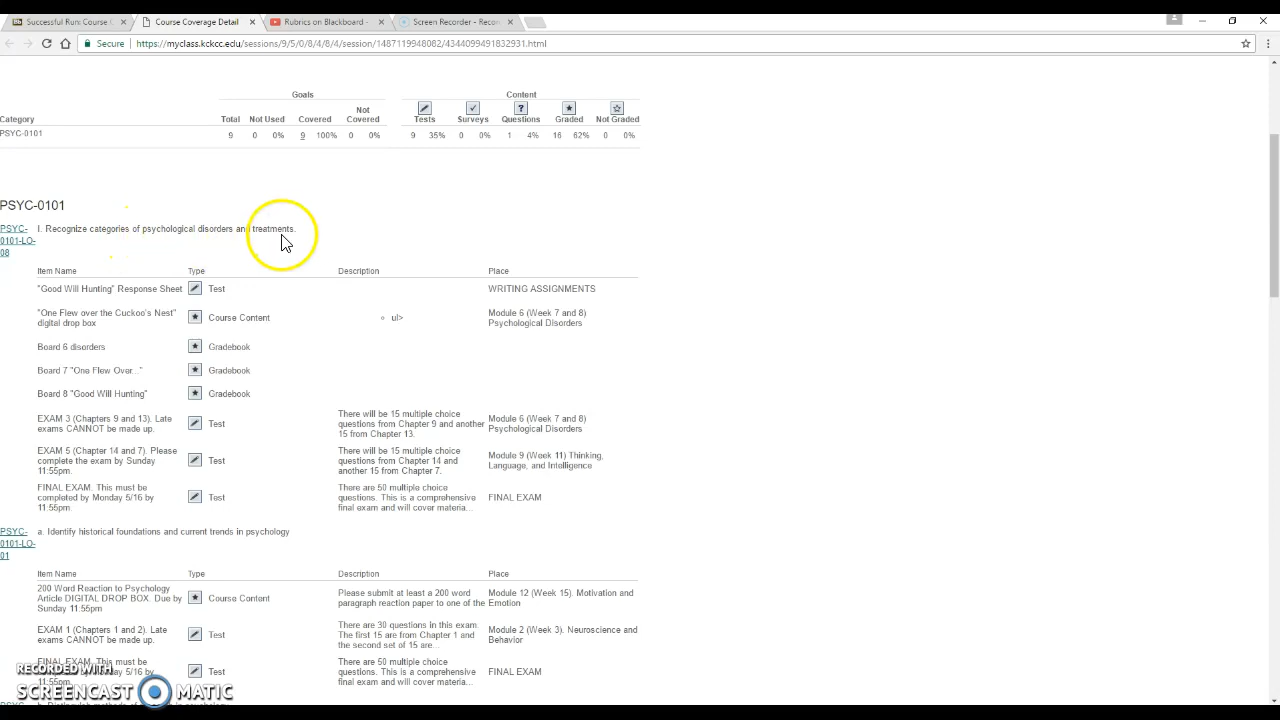 Successful Run: Course C
Course Coverage Detail
Rubrics on Blackboard -
Screen Recorder - Recor
Secure
https://myclass.kckcc.edu/sessions/9/5/0/8/4/8/4/session/1487119948082/4344099491832931.html
Goals Content
Category Total Not Used Covered Not Covered Tests Surveys Questions Graded Not Graded
PSYC-0101 9 0 0% 9 100% 0 0% 9 35% 0 0% 1 4% 16 62% 0 0%
PSYC-0101
PSYC-
0101-LO-
08
I. Recognize categories of psychological disorders and treatments.
Item Name Type Description Place
"Good Will Hunting" Response Sheet Test WRITING ASSIGNMENTS
"One Flew over the Cuckoo's Nest"
digital drop box
Course Content
ul>
Module 6 (Week 7 and 8)
Psychological Disorders
Board 6 disorders Gradebook
Board 7 "One Flew Over..." Gradebook
Board 8 "Good Will Hunting" Gradebook
EXAM 3 (Chapters 9 and 13). Late
exams CANNOT be made up.
Test
There will be 15 multiple choice
questions from Chapter 9 and another
15 from Chapter 13.
Module 6 (Week 7 and 8)
Psychological Disorders
EXAM 5 (Chapter 14 and 7). Please
complete the exam by Sunday
11:55pm.
Test
There will be 15 multiple choice
questions from Chapter 14 and
another 15 from Chapter 7.
Module 9 (Week 11) Thinking,
Language, and Intelligence
FINAL EXAM. This must be
completed by Monday 5/16 by
11:55pm.
Test
There are 50 multiple choice
questions. This is a comprehensive
final exam and will cover materia...
FINAL EXAM
PSYC-
0101-LO-
01
a. Identify historical foundations and current trends in psychology
Item Name Type Description Place
200 Word Reaction to Psychology
Article DIGITAL DROP BOX. Due by
Sunday 11:55pm
Course Content
Please submit at least a 200 word
paragraph reaction paper to one of the
Module 12 (Week 15). Motivation and
Emotion
EXAM 1 (Chapters 1 and 2). Late
exams CANNOT be made up.
Test
There are 30 questions in this exam.
The first 15 are from Chapter 1 and
the second set of 15 are...
Module 2 (Week 3). Neuroscience and
Behavior
FINAL EXAM. This must be
completed by Monday 5/16 by
11:55pm.
Test
There are 50 multiple choice
questions. This is a comprehensive
final exam and will cover materia...
FINAL EXAM
RECORDED WITH
SCREENCAST MATIC